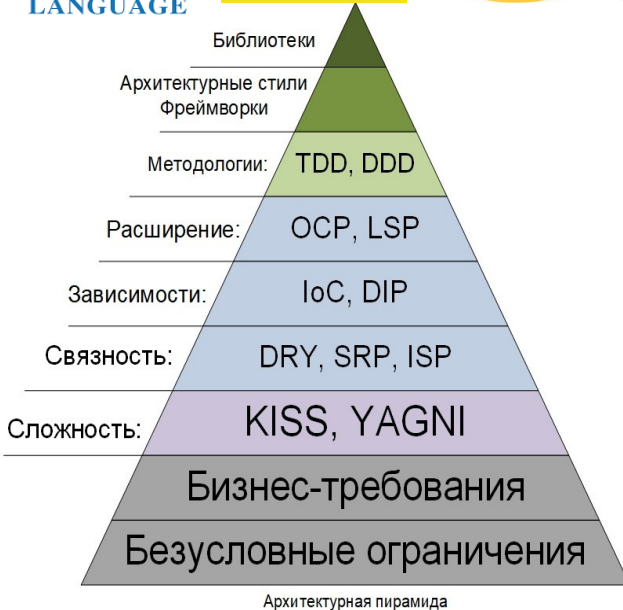 LANGUAGE
Библиотеки
Архитектурные стили
Фреймворки
Методологии: TDD, DDD
Расширение: OCP, LSP
Зависимости: IoC, DIP
Связность: DRY, SRP, ISP
Сложность: KISS, YAGNI
Бизнес-требования
Безусловные ограничения
Архитектурная пирамида